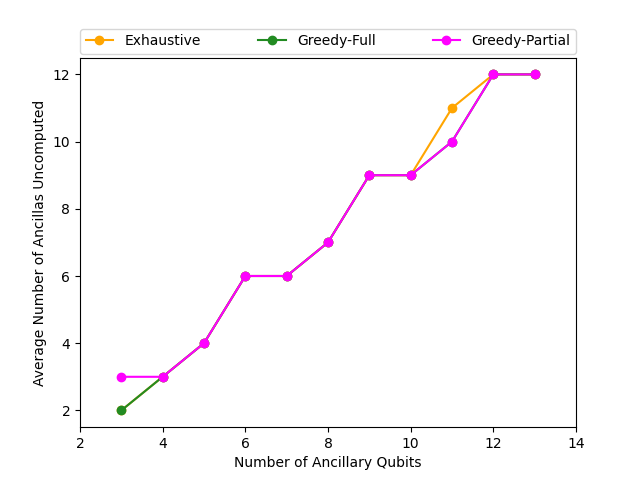 Exhaustive Greedy-Full Greedy-Partial
12
10
8
6
4
2
Average Number of Ancillas Uncomputed
2 4 6 8 10 12 14
Number of Ancillary Qubits